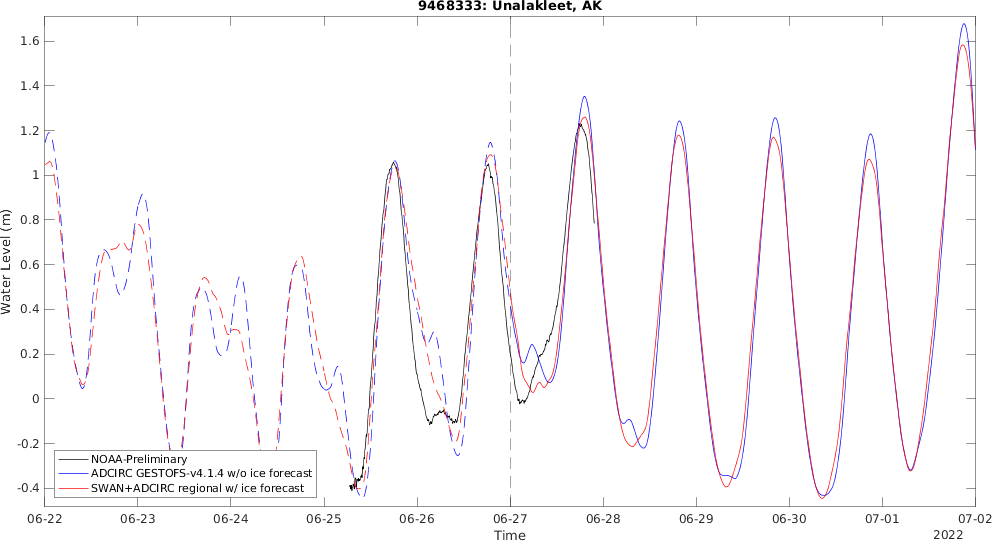 9468333: Unalakleet, AK
Water Level (m)
1.6
1.4
1.2
1
0.8
0.6
0.4
0.2
0
-0.2
-0.4
NOAA-Preliminary
ADCIRC GESTOFS-v4.1.4 w/o ice forecast
SWAN+ADCIRC regional w/ ice forecast
06-22 06-23 06-24 06-25 06-26 06-27 06-28 06-29 06-30 07-01 07-02
Time
2022